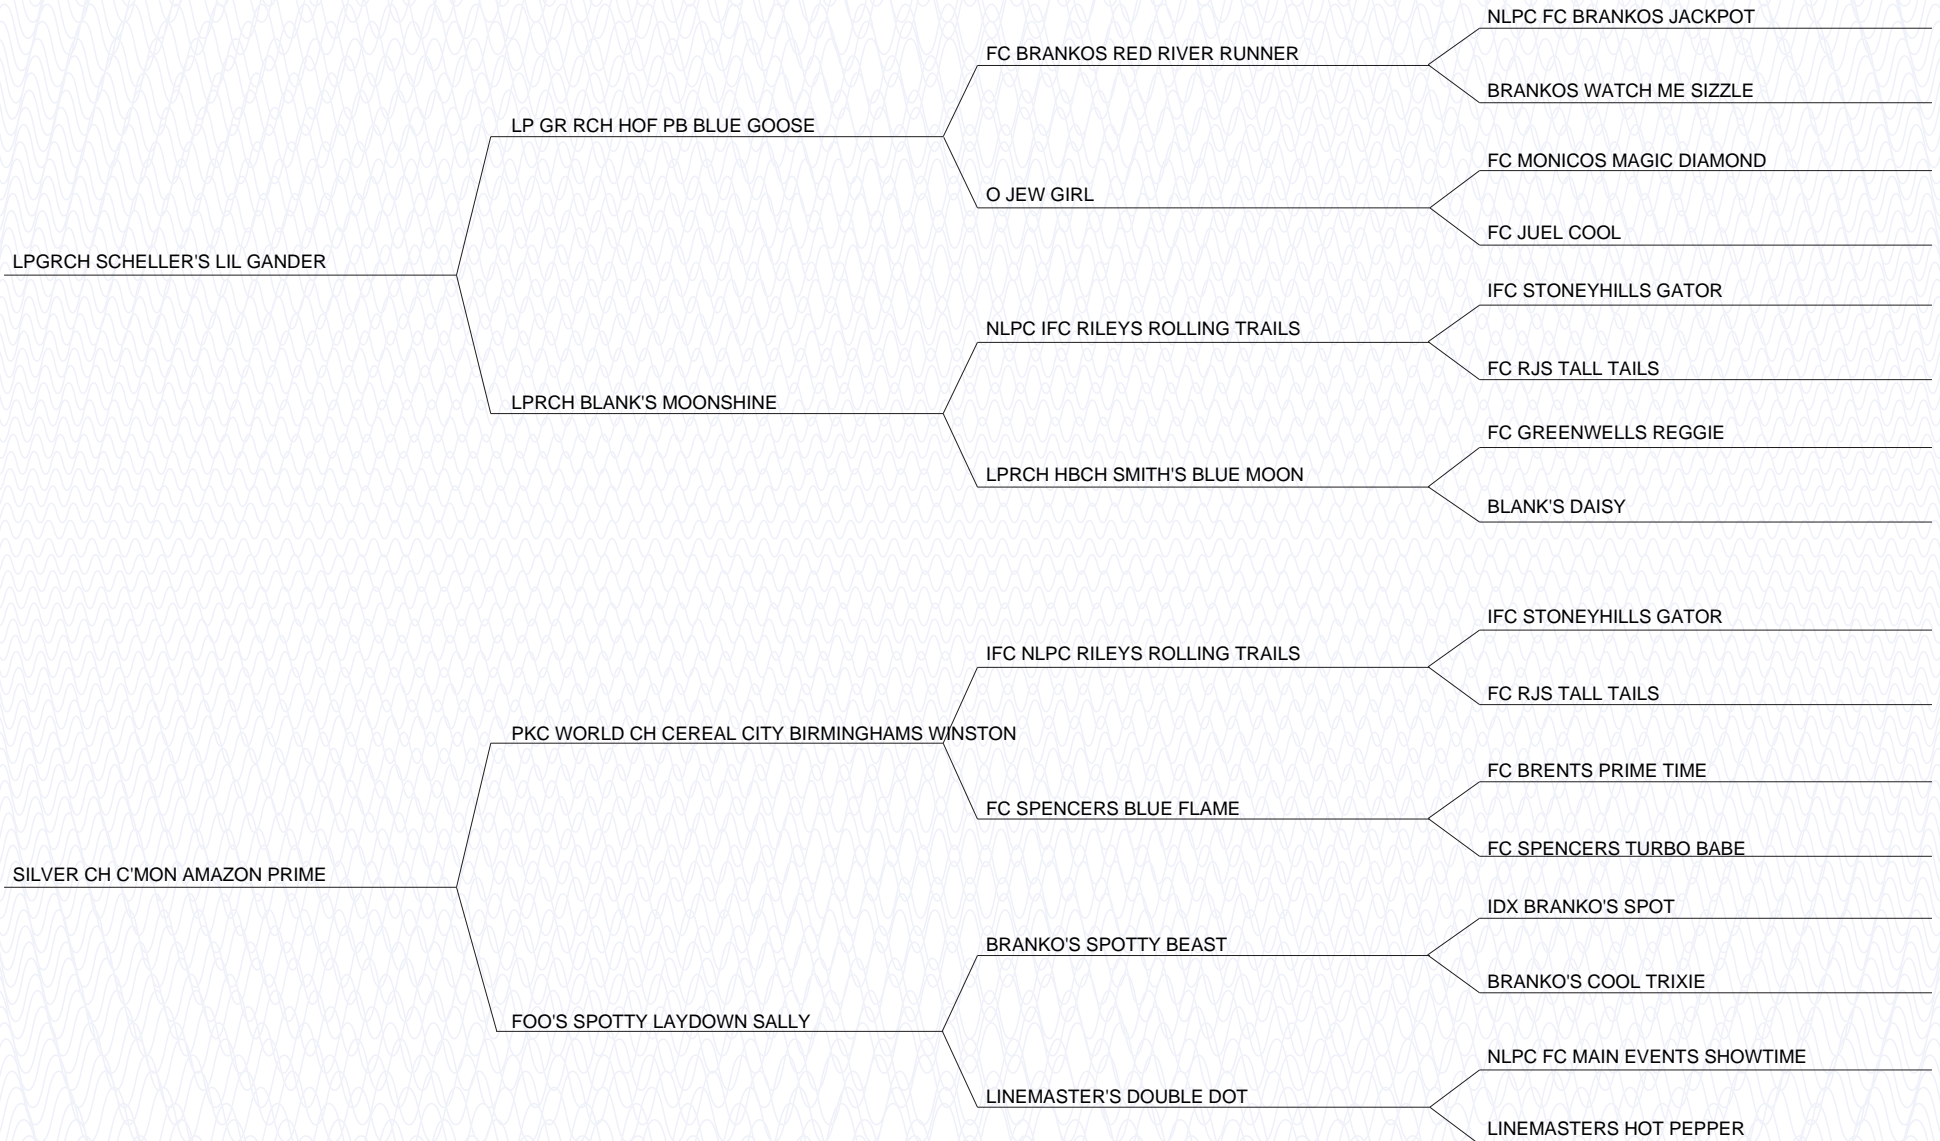 NLPC FC BRANKOS JACKPOT
FC BRANKOS RED RIVER RUNNER
BRANKOS WATCH ME SIZZLE
LP GR RCH HOF PB BLUE GOOSE
FC MONICOS MAGIC DIAMOND
O JEW GIRL
FC JUEL COOL
LPGRCH SCHELLER'S LIL GANDER
IFC STONEYHILLS GATOR
NLPC IFC RILEYS ROLLING TRAILS
FC RJS TALL TAILS
LPRCH BLANK'S MOONSHINE
FC GREENWELLS REGGIE
LPRCH HBCH SMITH'S BLUE MOON
BLANK'S DAISY
IFC STONEYHILLS GATOR
IFC NLPC RILEYS ROLLING TRAILS
FC RJS TALL TAILS
PKC WORLD CH CEREAL CITY BIRMINGHAMS WINSTON
FC BRENTS PRIME TIME
FC SPENCERS BLUE FLAME
FC SPENCERS TURBO BABE
SILVER CH C'MON AMAZON PRIME
IDX BRANKO'S SPOT
BRANKO'S SPOTTY BEAST
BRANKO'S COOL TRIXIE
FOO'S SPOTTY LAYDOWN SALLY
NLPC FC MAIN EVENTS SHOWTIME
LINEMASTER'S DOUBLE DOT
LINEMASTERS HOT PEPPER